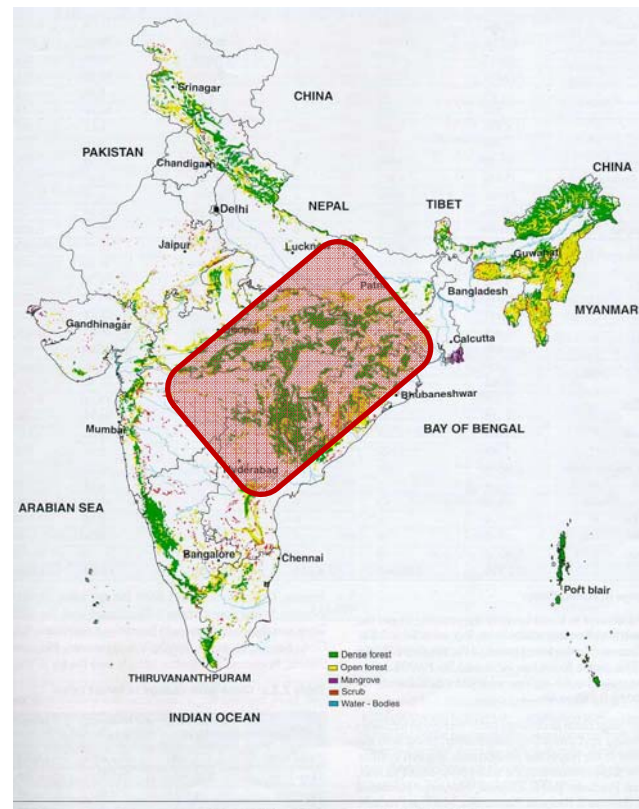 Srinagar
CHINA
PAKISTAN
Chandigarh
CHINA
NEPAL
TIBET
Delhi
Jaipur
Lucknow
Guwahati
Bangladesh
MYANMAR
Gandhinagar
Calcutta
Bhubaneshwar
Mumbai
BAY OF BENGAL
Hyderabad
ARABIAN SEA
Bangalore
Chennai
Port blair
Dense forest
Open forest
Mangrove
Scrub
Water - Bodies
THIRUVANANTHPURAM
INDIAN OCEAN